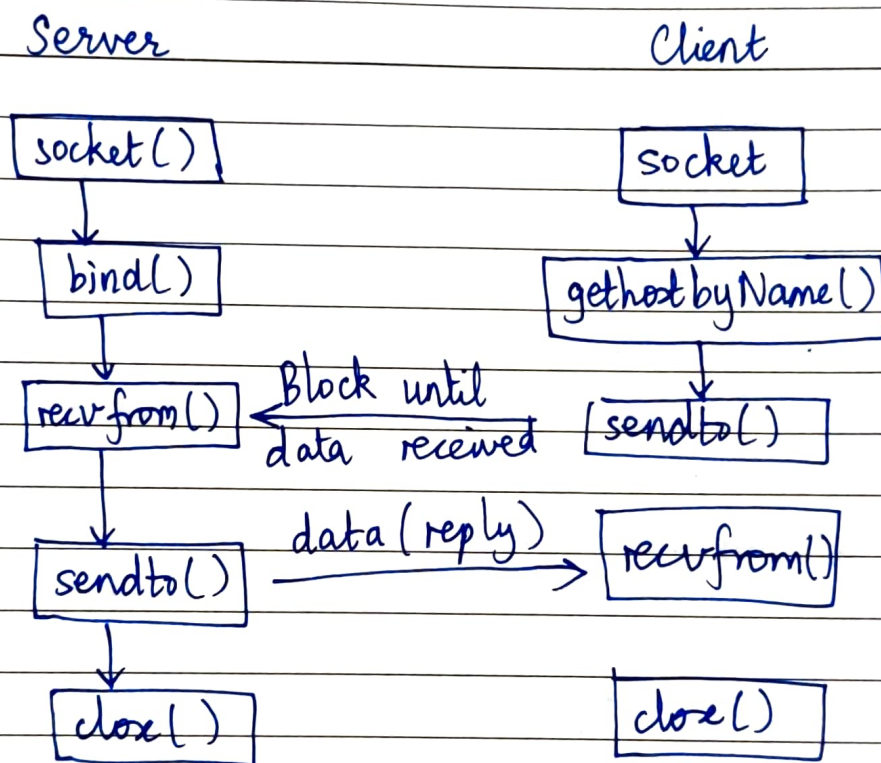 Server
Client
socket()
socket
bind()
gethostbyName()
Block until
recvfrom()
sendto()
data received
data (reply)
recvfrom()
sendto()
close()
close()